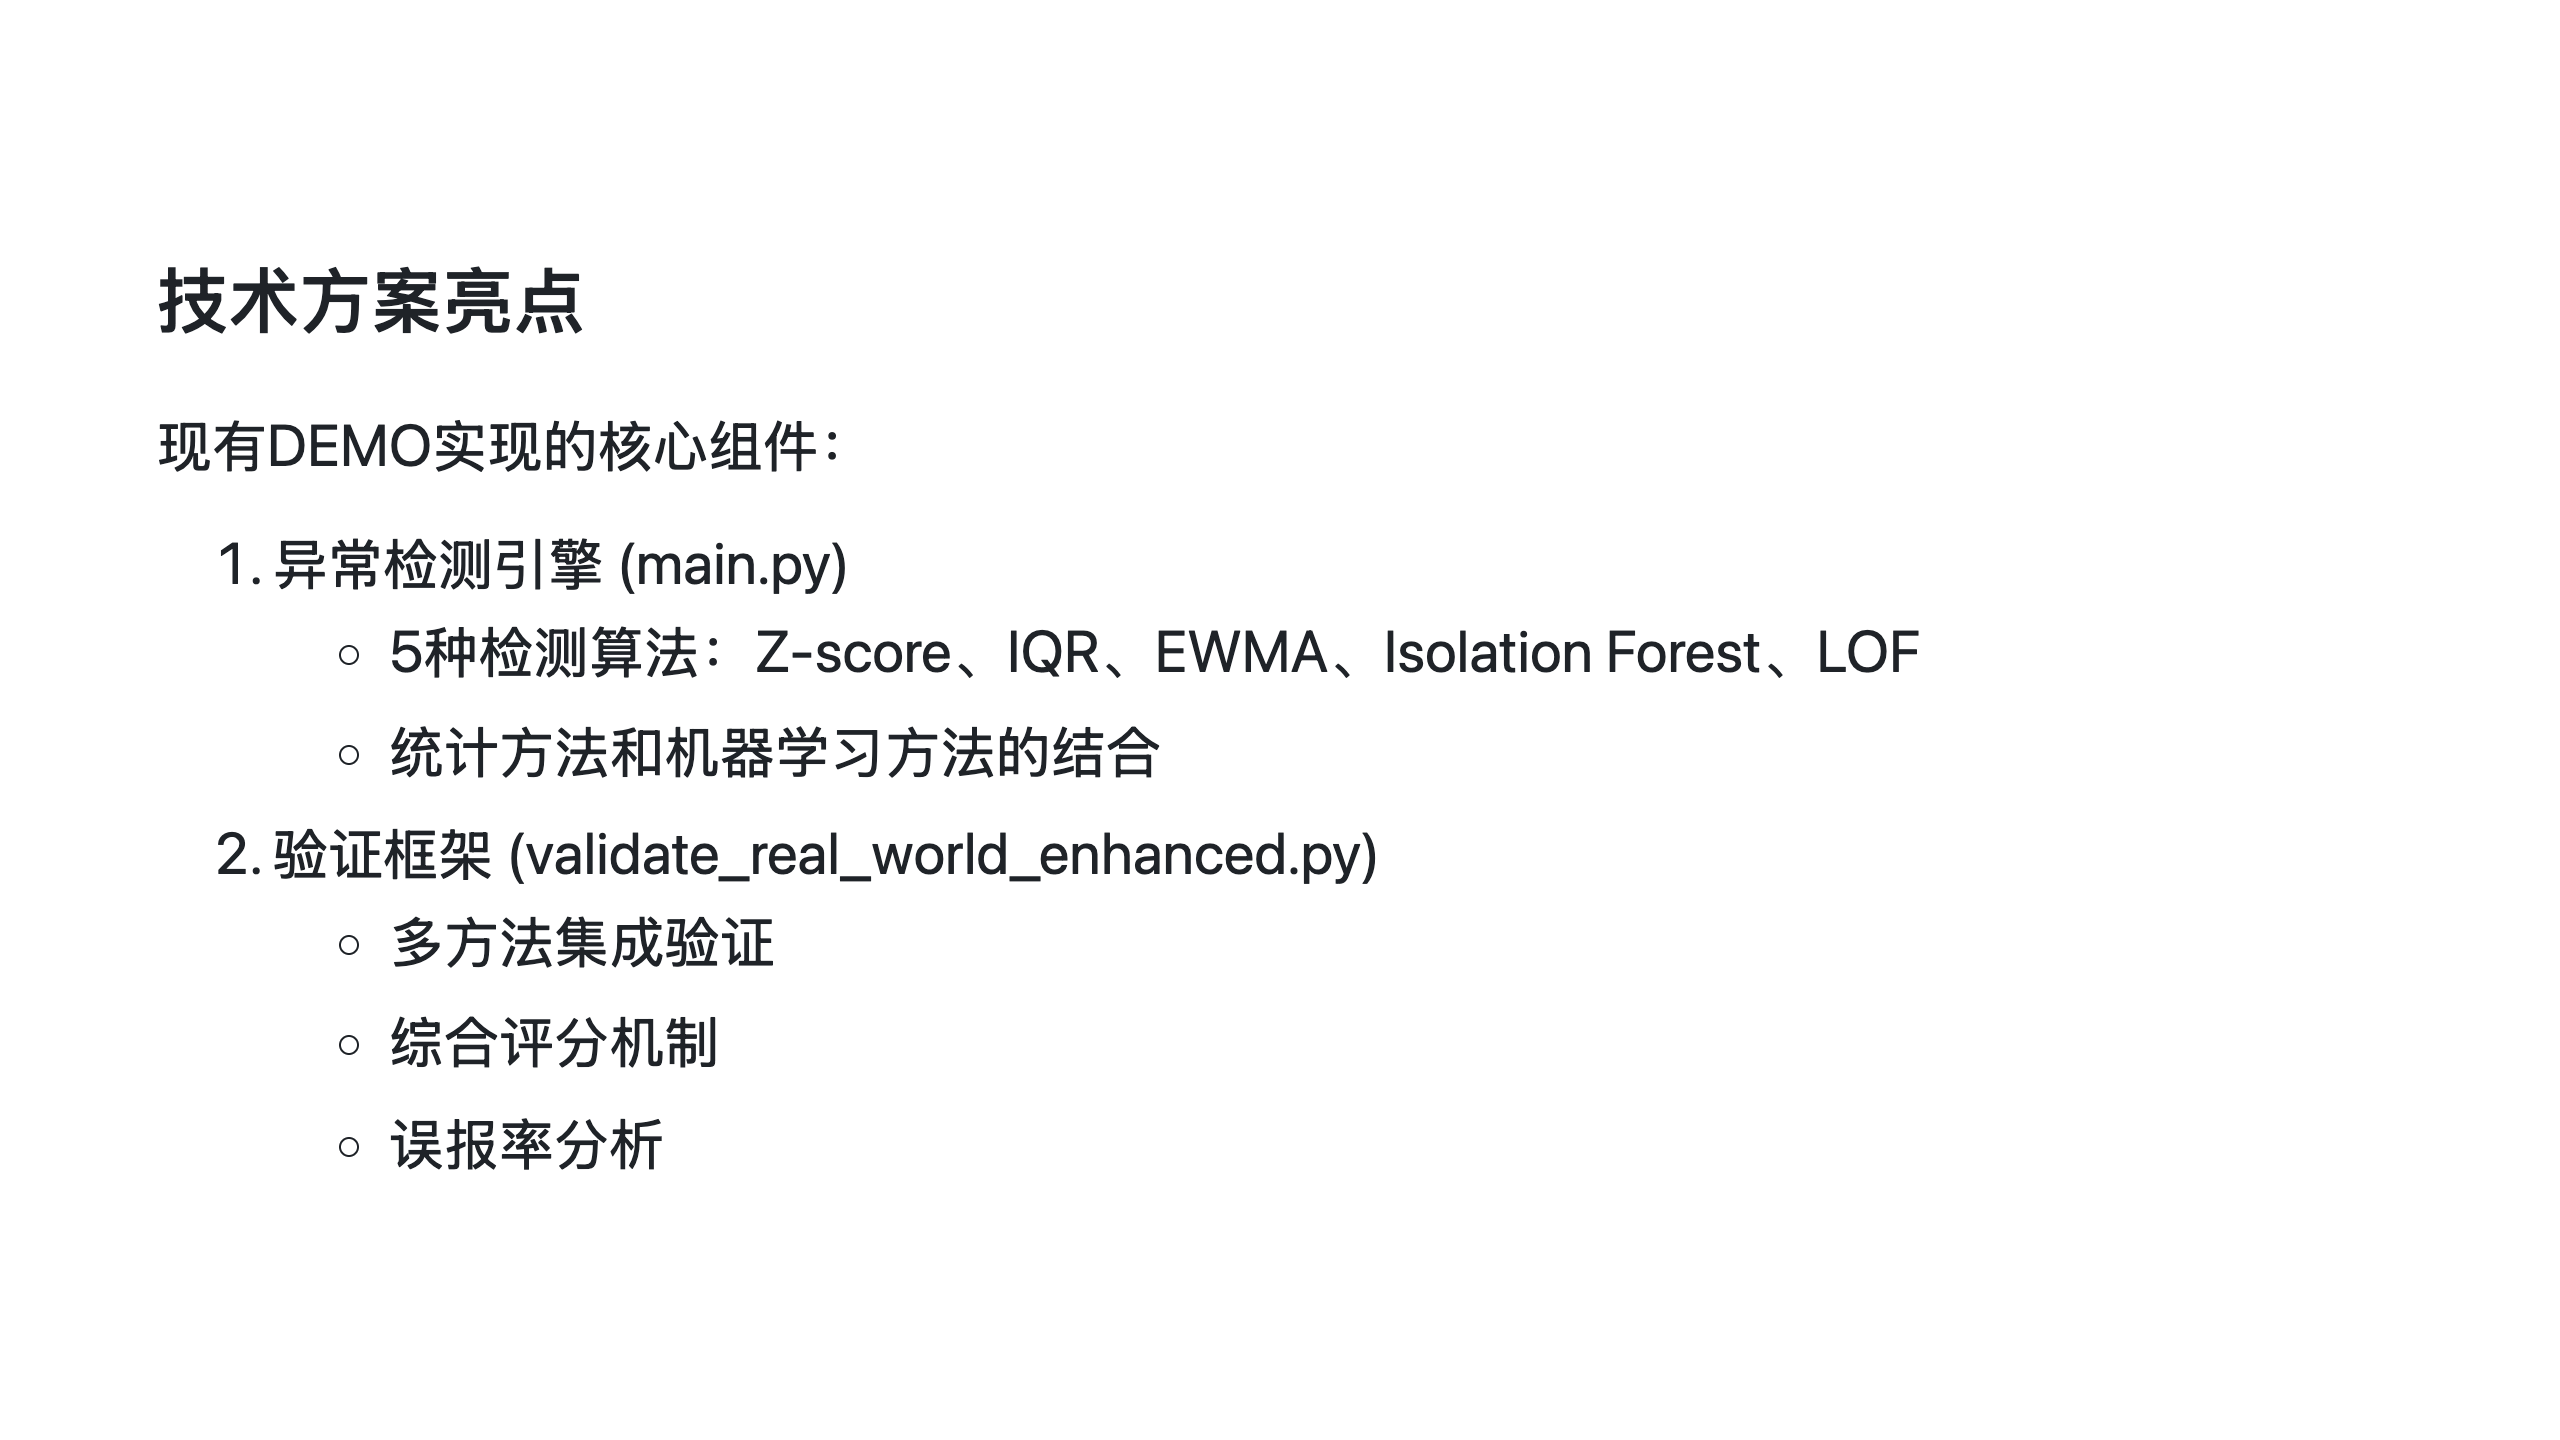 技术方案亮点
现有DEMO实现的核心组件：
1. 异常检测引擎 (main.py)
○ 5种检测算法：Z-score、IQR、EWMA、Isolation Forest、LOF
○ 统计方法和机器学习方法的结合
2. 验证框架 (validate_real_world_enhanced.py)
○ 多方法集成验证
○ 综合评分机制
○ 误报率分析